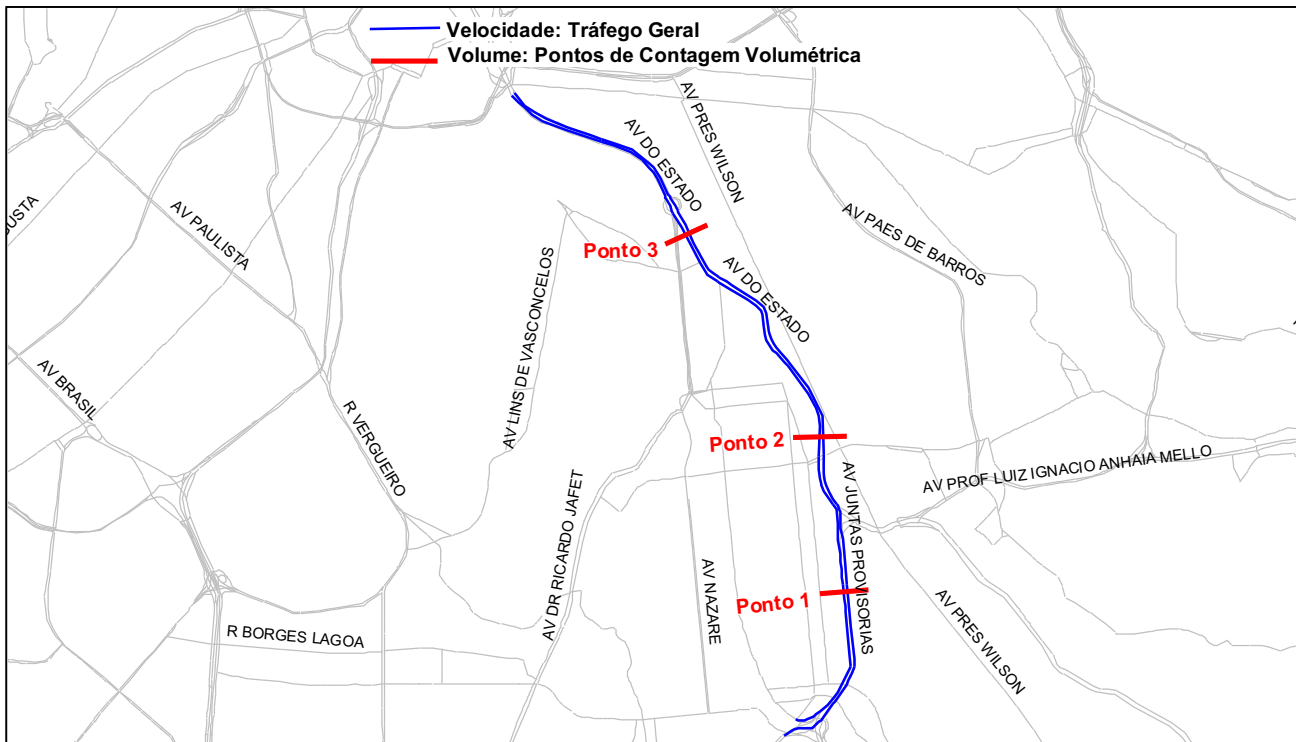 Velocidade: Tráfego Geral
Volume: Pontos de Contagem Volumétrica
AV PRES WILSON
AV DO ESTADO
USTA
AV PAULISTA
AV PAES DE BARROS
Ponto 3
AV DO ESTADO
AV LINS DE VASCONCELOS
AV BRASIL
R VERGUEIRO
Ponto 2
AV PROF LUIZ IGNACIO ANHAIA MELLO
AV DR RICARDO JAFET
AV JUNTAS PROVISORIAS
AV NAZARE
Ponto 1
AV PRES WILSON
R BORGES LAGOA